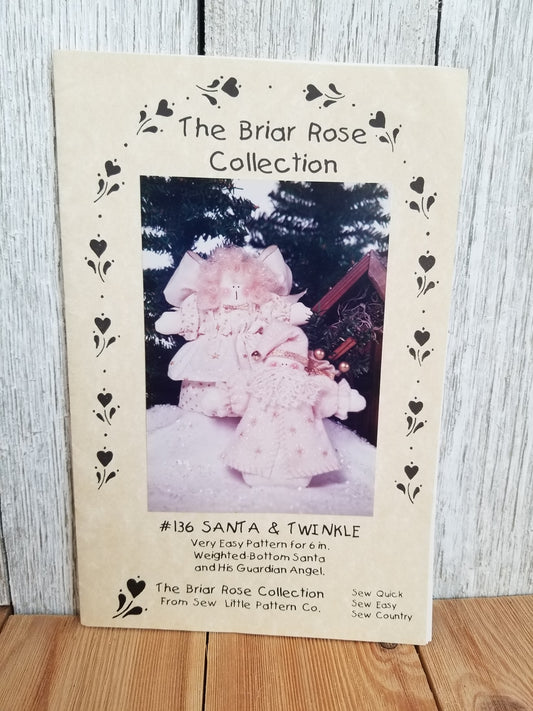 The Briar Rose
Collection
#136 SANTA & TWINKLE
Very Easy Pattern for 6 in.
Weighted-Bottom Santa
and His Guardian Angel.
The Briar Rose Collection
From Sew Little Pattern Co.
Sew Quick
Sew Easy
Sew Country